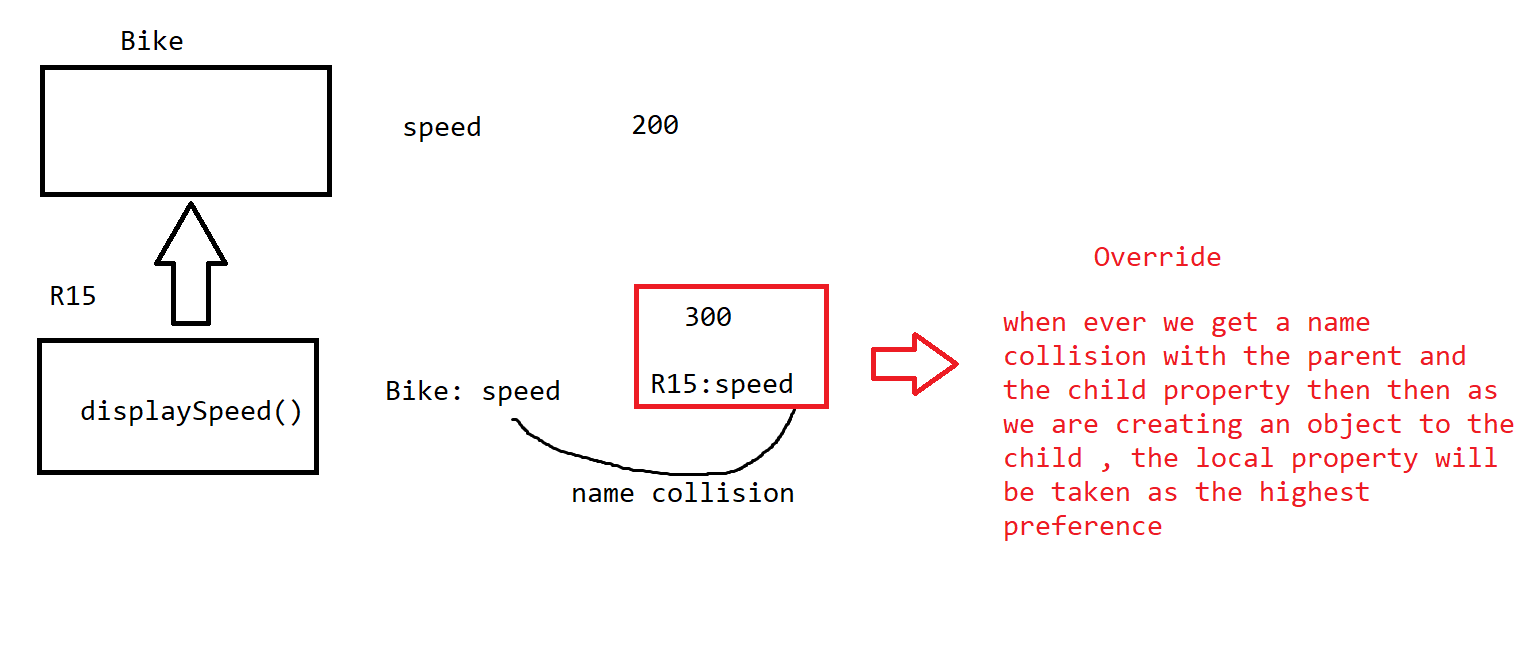 Bike
speed 200
R15
displaySpeed()
Bike: speed
300
R15:speed
name collision
Override
when ever we get a name
collision with the parent and
the child property then then as
we are creating an object to the
child , the local property will
be taken as the highest
preference